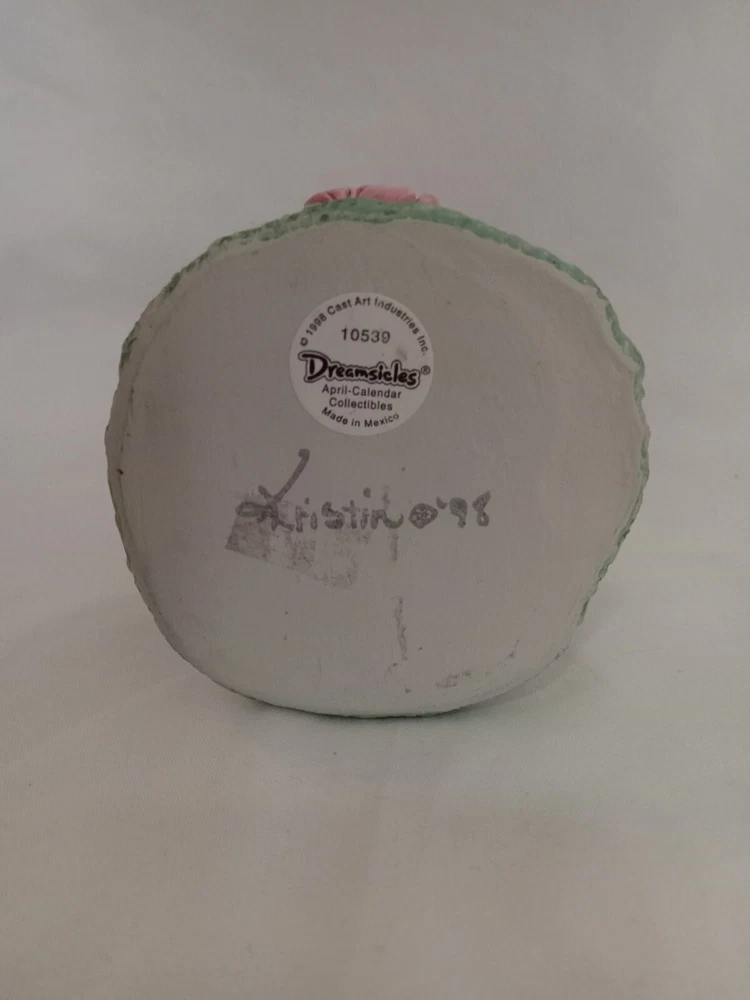 © 1998 Cast Art Industries Inc.
10539
Dreamsicles®
April-Calendar
Collectibles
Made in Mexico
Kristin © '98